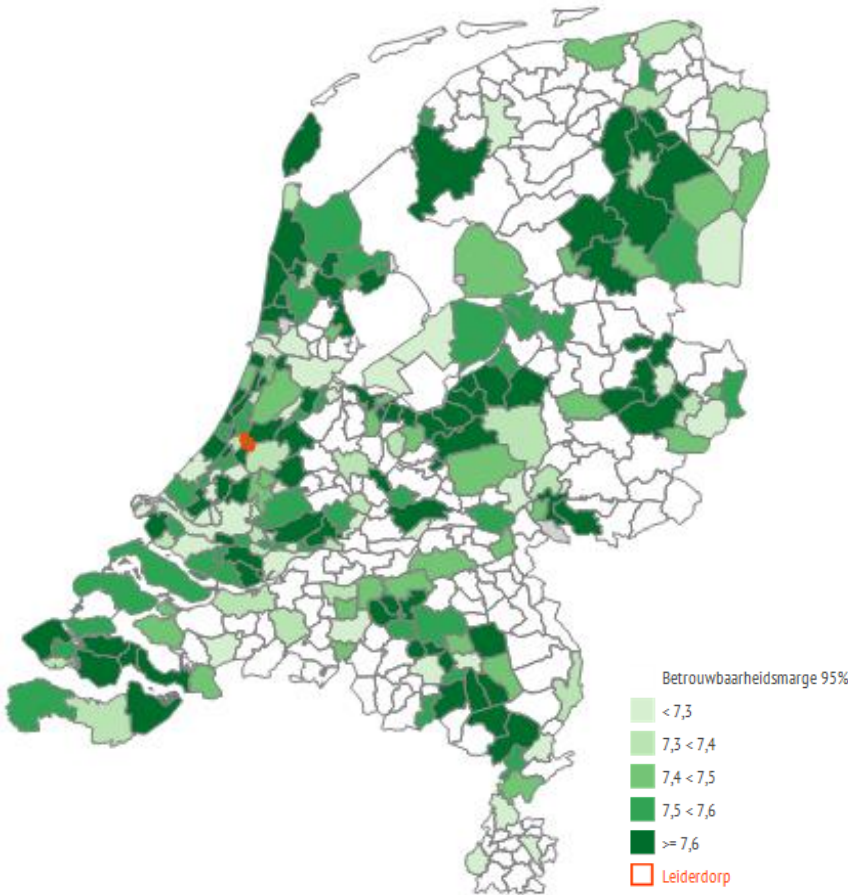 Betrouwbaarheidsmarge 95%
< 7,3
7,3 < 7,4
7,4 < 7,5
7,5 < 7,6
>= 7,6
Leiderdorp